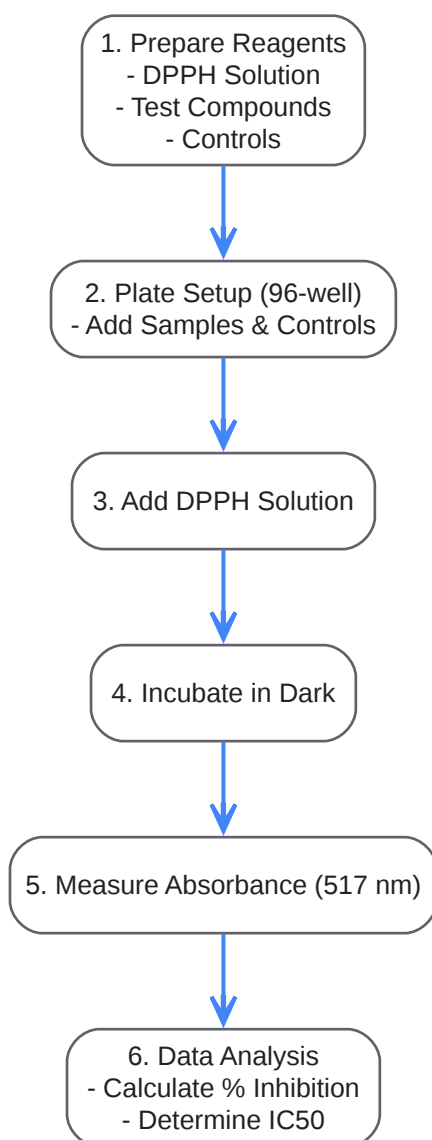 1. Prepare Reagents
- DPPH Solution
- Test Compounds
- Controls
2. Plate Setup (96-well)
- Add Samples & Controls
3. Add DPPH Solution
4. Incubate in Dark
5. Measure Absorbance (517 nm)
6. Data Analysis
- Calculate % Inhibition
- Determine IC50